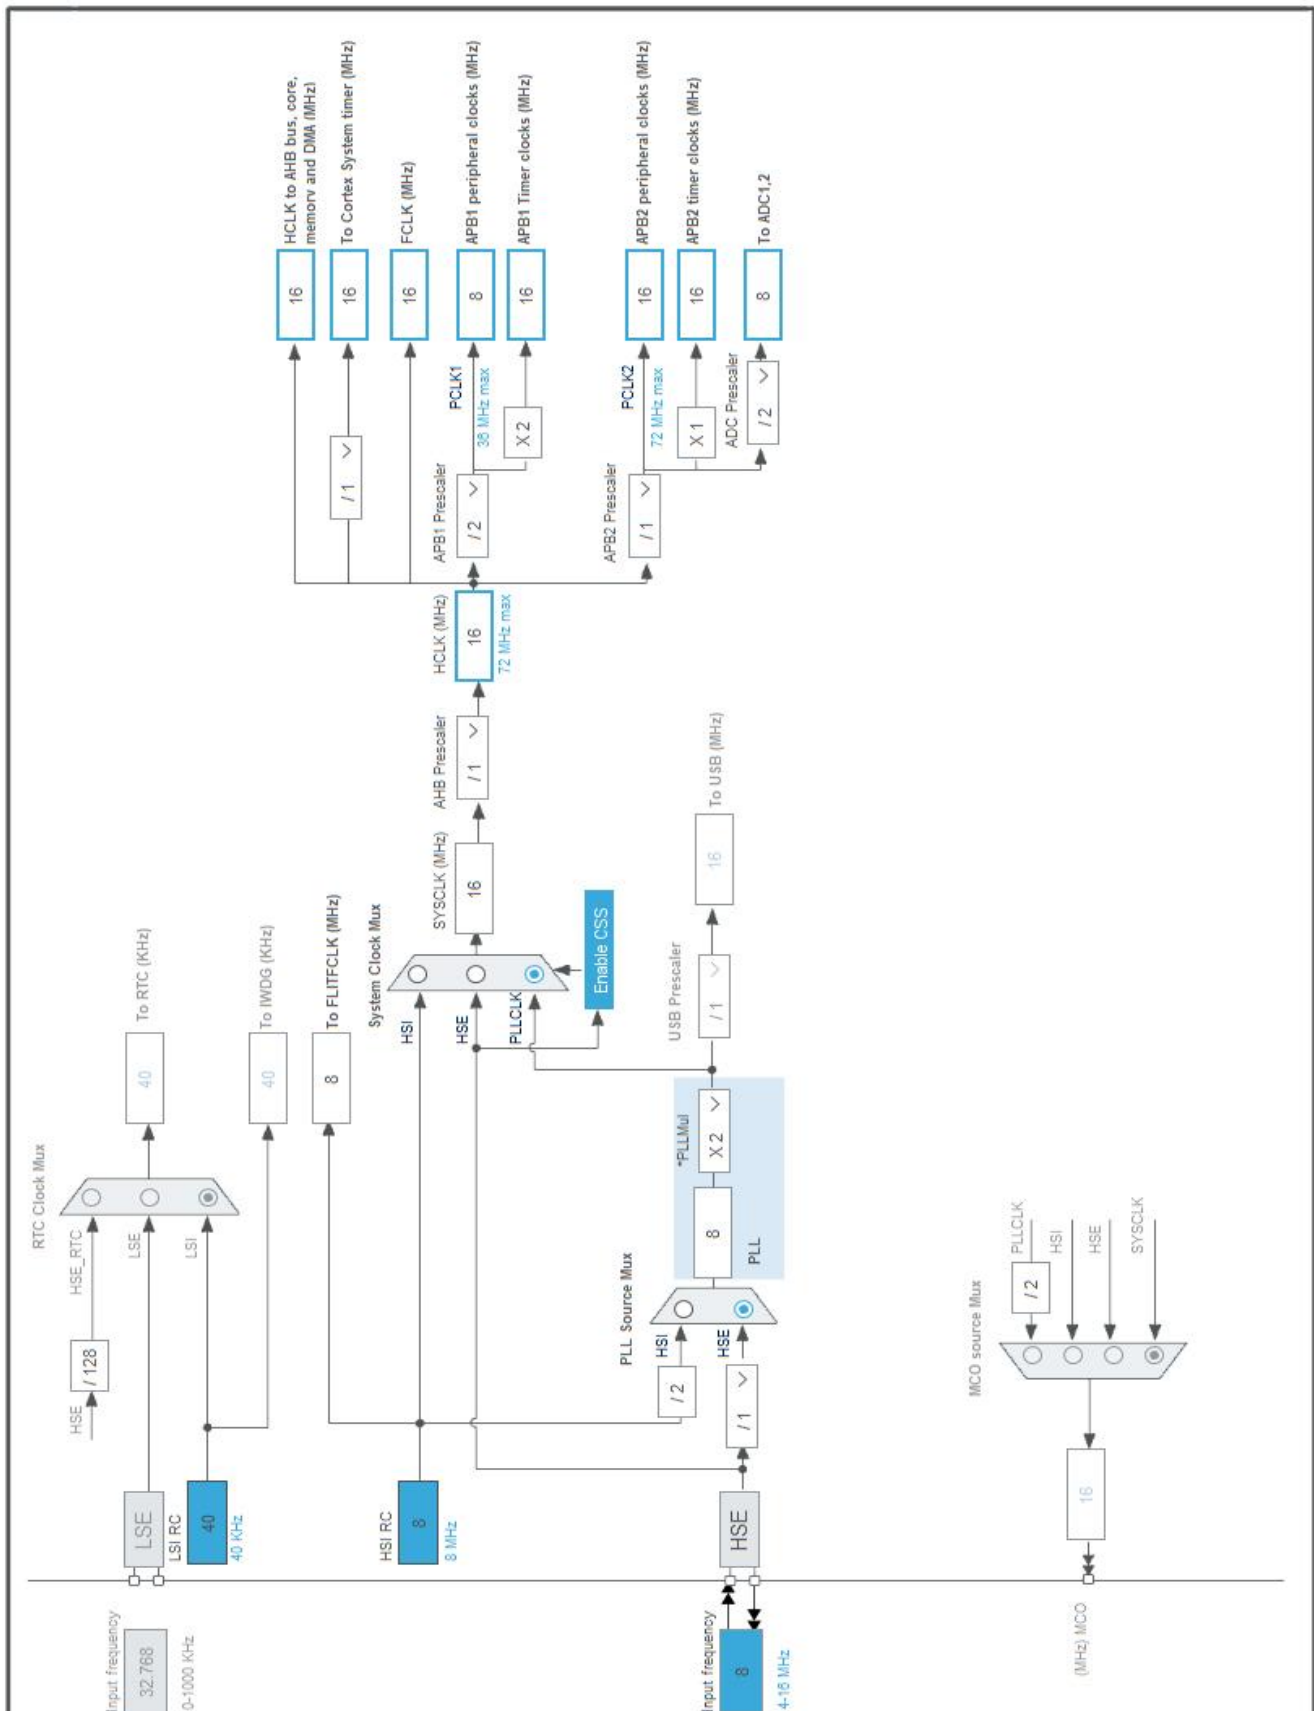 Input frequency
32.768
0-1000 KHz
LSE
LSI RC
40
40 KHz
HSE
/ 128
HSE_RTC
LSE
LSI
RTC Clock Mux
40
To RTC (KHz)
40
To IWDG (KHz)
8
To FLITFCLK (MHz)
HSI RC
8
8 MHz
Input frequency
8
4-16 MHz
HSE
/ 2
/ 1
HSI
HSE
PLL Source Mux
8
PLL
*PLLMul
X 2
USB Prescaler
/ 1
16
To USB (MHz)
System Clock Mux
HSI
HSE
PLLCLK
Enable CSS
SYSCLK (MHz)
16
AHB Prescaler
/ 1
HCLK (MHz)
16
72 MHz max
/ 1
16
HCLK to AHB bus, core,
memory and DMA (MHz)
16
To Cortex System timer (MHz)
16
FCLK (MHz)
APB1 Prescaler
/ 2
PCLK1
36 MHz max
8
APB1 peripheral clocks (MHz)
X 2
16
APB1 Timer clocks (MHz)
APB2 Prescaler
/ 1
PCLK2
72 MHz max
16
APB2 peripheral clocks (MHz)
X 1
16
APB2 timer clocks (MHz)
ADC Prescaler
/ 2
8
To ADC1,2
MCO source Mux
PLLCLK
/ 2
HSI
HSE
SYSCLK
16
(MHz) MCO